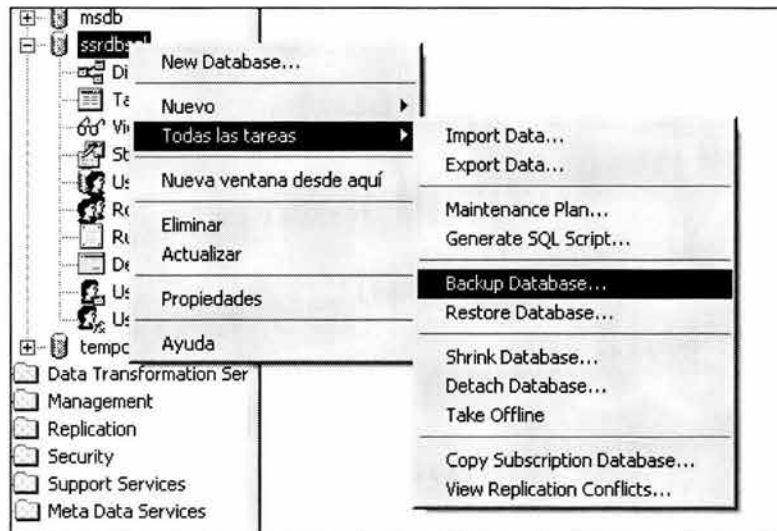 msdb
ssrdbsql
Di
Ta
Vi
St
Us
Ro
Ru
De
Us
Us
tempd
Data Transformation Ser
Management
Replication
Security
Support Services
Meta Data Services
New Database...
Nuevo
Todas las tareas
Nueva ventana desde aquí
Eliminar
Actualizar
Propiedades
Ayuda
Import Data...
Export Data...
Maintenance Plan...
Generate SQL Script...
Backup Database...
Restore Database...
Shrink Database...
Detach Database...
Take Offline
Copy Subscription Database...
View Replication Conflicts...